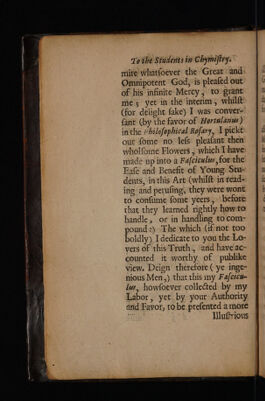 To the Students in Chymistry.
mire whatsoever the Great and
Omnipotent God, is pleased out
of his infinite Mercy, to grant
me; yet in the interim, whilst
(for delight sake) I was conver-
sant (by the favor of Hortulanus)
in the Philosophical Rosary, I pickt
out some no less pleasant then
wholsome Flowers, which I have
made up into a Fasciculus, for the
Ease and Benefit of Young Stu-
dents, in this Art (whilst in read-
ing and perusing, they were wont
to consume some yeers, before
that they learned rightly how to
handle, or in handling to com-
pound:) The which (if not too
boldly) I dedicate to you the Lo-
vers of this Truth, and have ac-
counted it worthy of publike
view. Deign therefore (ye inge-
nious Men,) that this my Fascicu-
lus, howsoever collected by my
Labor, yet by your Authority
and Favor, to be presented a more
Illustrious